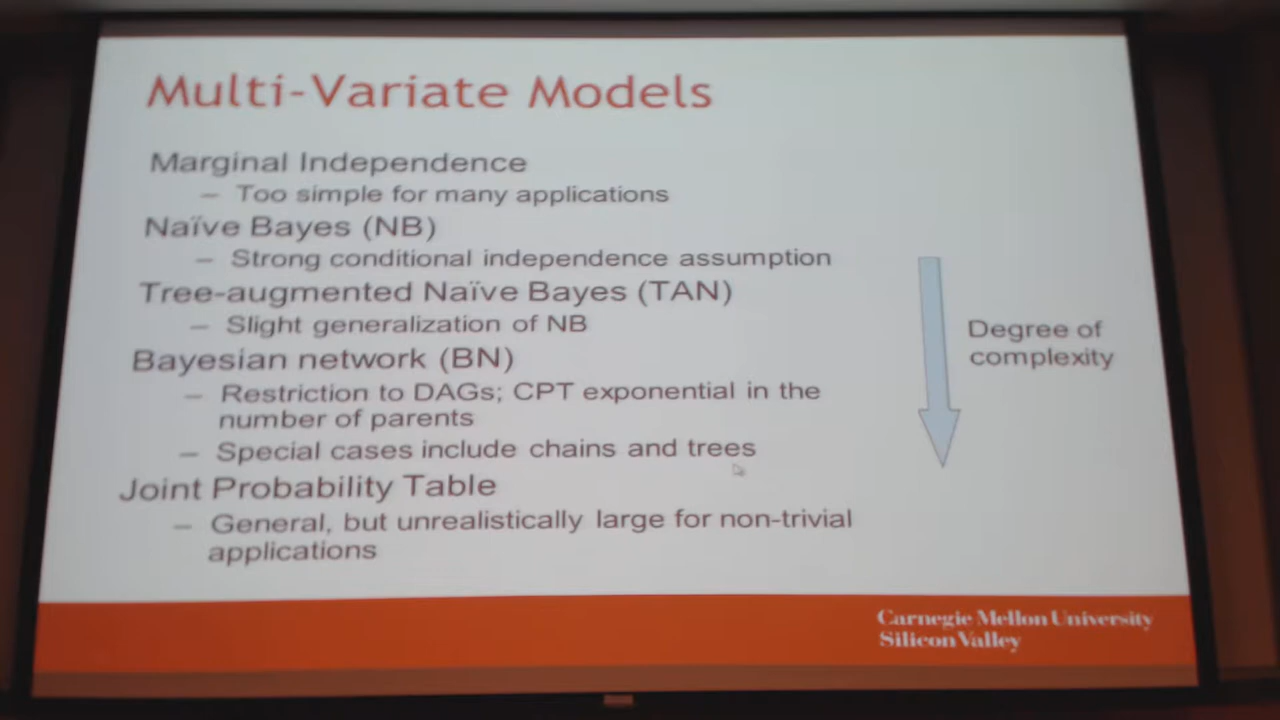 Multi-Variate Models
Marginal Independence
– Too simple for many applications
Naïve Bayes (NB)
– Strong conditional independence assumption
Tree-augmented Naïve Bayes (TAN)
– Slight generalization of NB
Bayesian network (BN)
– Restriction to DAGs; CPT exponential in the
number of parents
– Special cases include chains and trees
Joint Probability Table
– General, but unrealistically large for non-trivial
applications
Degree of
complexity
Carnegie Mellon University
Silicon Valley